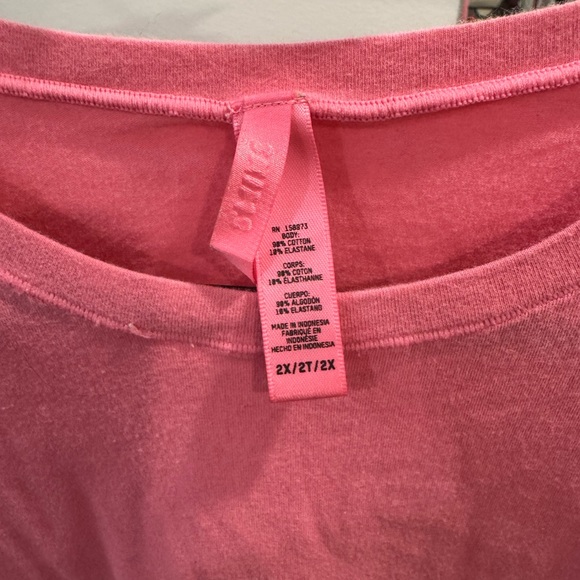 SKIMS
RN 158973
BODY:
90% COTTON
10% ELASTANE
CORPS:
90% COTON
10% ELASTHANNE
CUERPO:
90% ALGODÓN
10% ELASTANO
MADE IN INDONESIA
FABRIQUÉ EN
INDONÉSIE
HECHO EN INDONESIA
2X/2T/2X